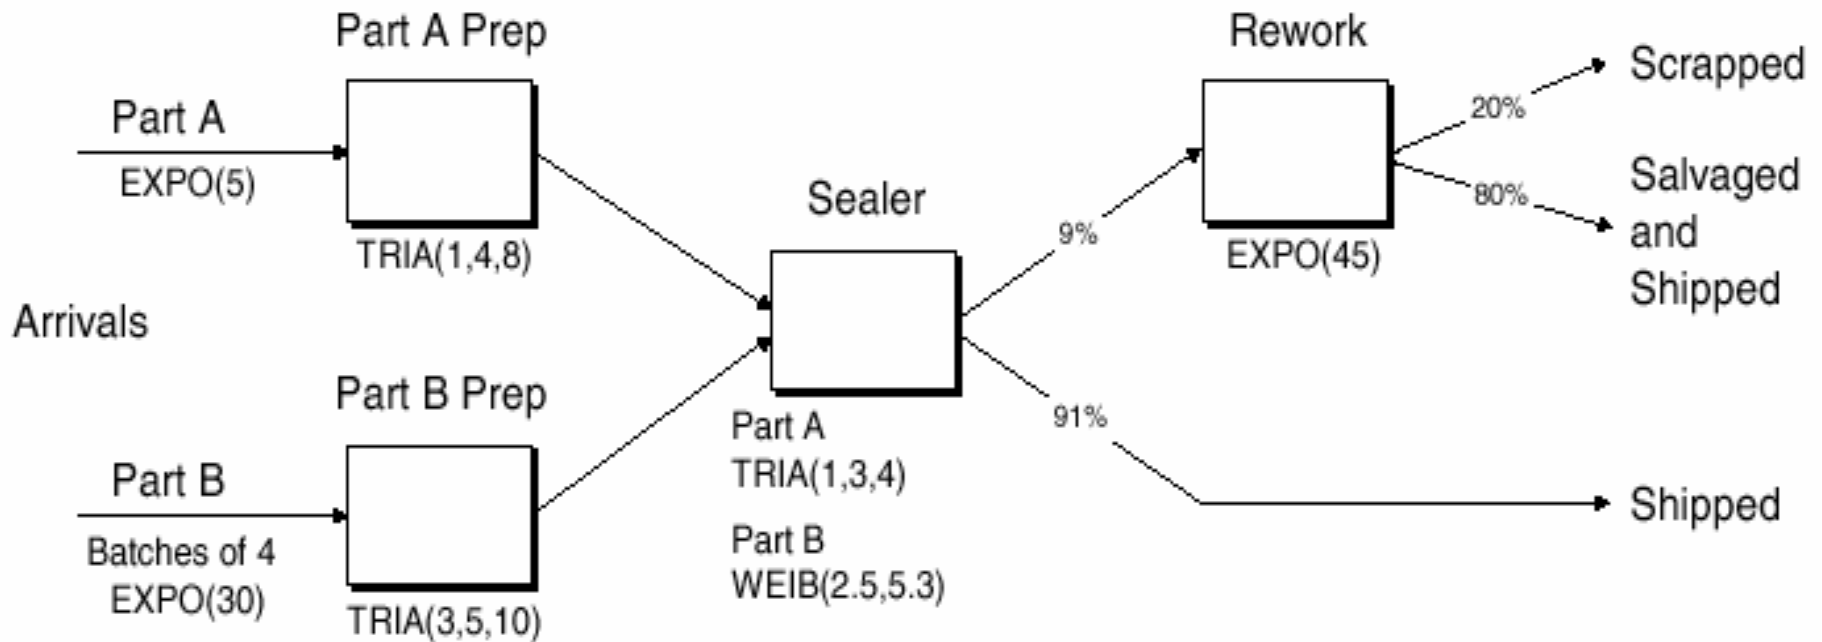 Part A Prep
Part A
EXPO(5)
TRIA(1,4,8)
Arrivals
Part B Prep
Part B
Batches of 4
EXPO(30)
TRIA(3,5,10)
Sealer
Part A
TRIA(1,3,4)
Part B
WEIB(2.5,5.3)
9%
91%
Rework
EXPO(45)
20%
80%
Scrapped
Salvaged
and
Shipped
Shipped